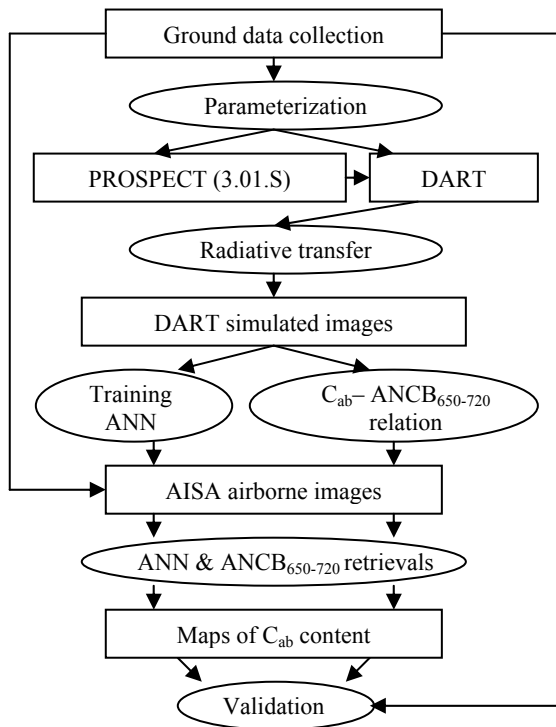 Ground data collection
Parameterization
PROSPECT (3.01.S)
DART
Radiative transfer
DART simulated images
Training
ANN
Cab– ANCB650-720
relation
AISA airborne images
ANN & ANCB650-720 retrievals
Maps of Cab content
Validation